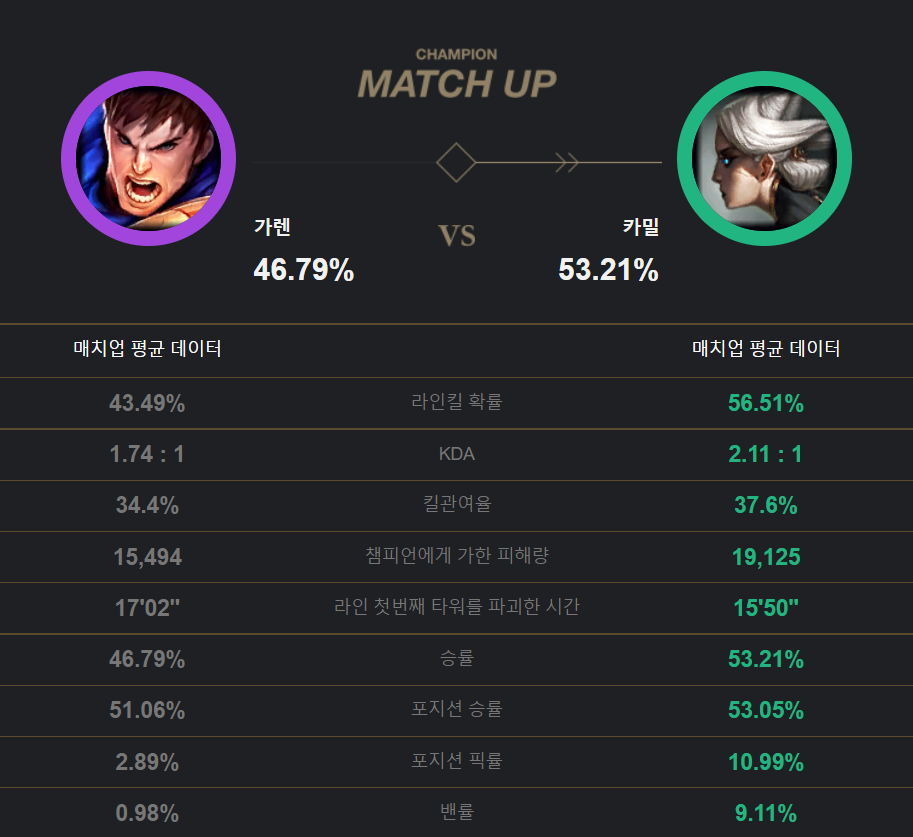 CHAMPION
MATCH UP
가렌 VS 카밀
46.79% 53.21%
매치업 평균 데이터 매치업 평균 데이터
43.49% 라인킬 확률 56.51%
1.74 : 1 KDA 2.11 : 1
34.4% 킬관여율 37.6%
15,494 챔피언에게 가한 피해량 19,125
17'02" 라인 첫번째 타워를 파괴한 시간 15'50"
46.79% 승률 53.21%
51.06% 포지션 승률 53.05%
2.89% 포지션 픽률 10.99%
0.98% 밴률 9.11%